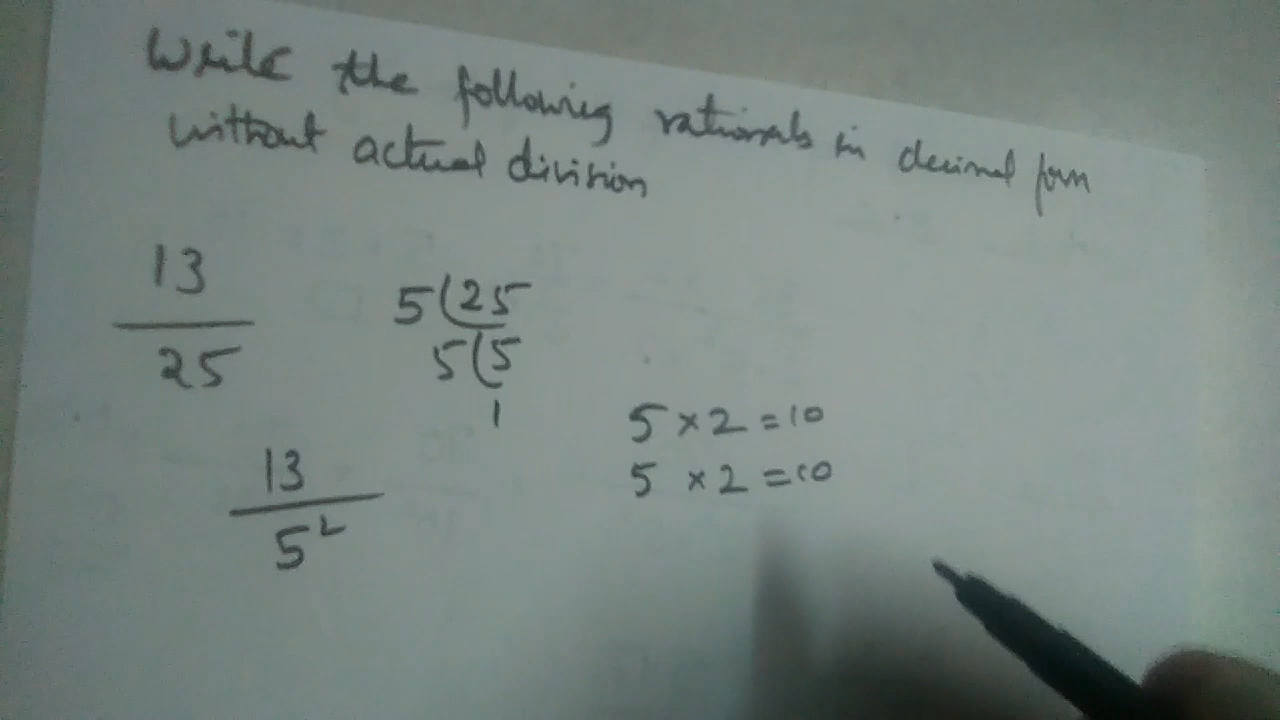 Write the following rationals in decimal form
without actual division
13
25
5(25
5(5
1
13
5²
5 × 2 = 10
5 × 2 = 10